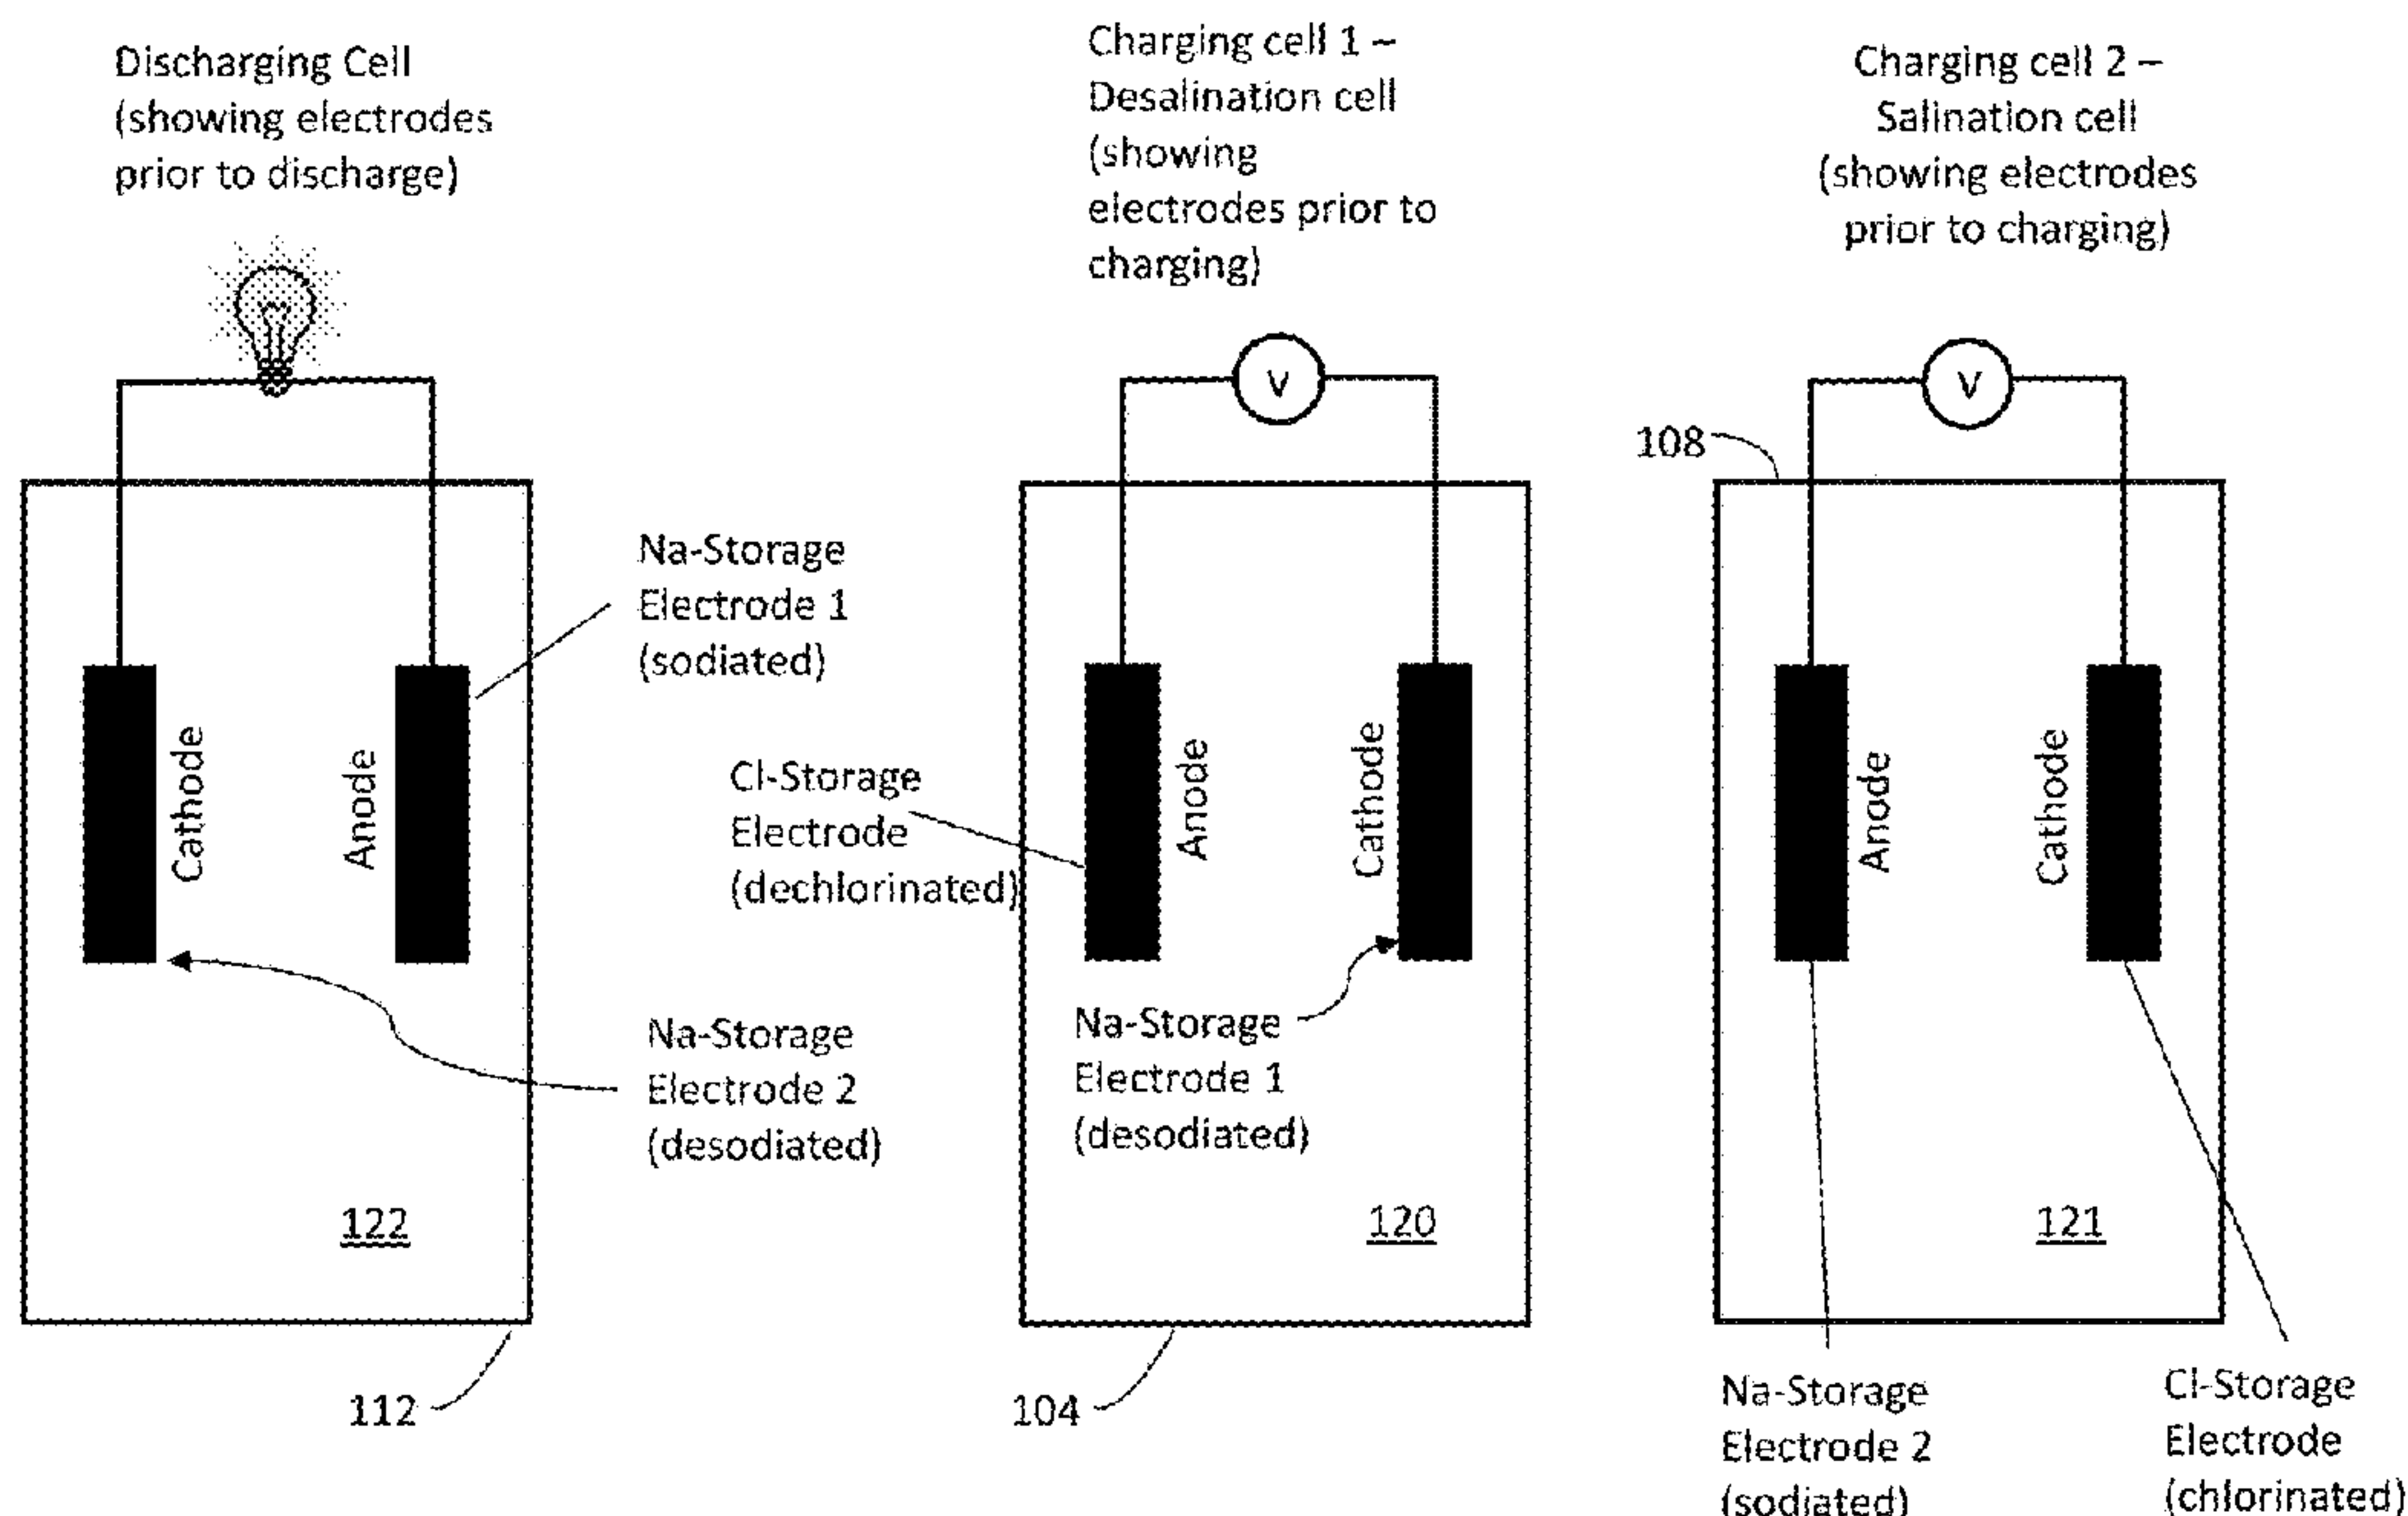 Discharging Cell
(showing electrodes
prior to discharge)
Charging cell 1 –
Desalination cell
(showing
electrodes prior to
charging)
Charging cell 2 –
Salination cell
(showing electrodes
prior to charging)
V
V
108
Na-Storage
Electrode 1
(sodiated)
Cathode
Anode
Cl-Storage
Electrode
(dechlorinated)
Anode
Cathode
Anode
Cathode
Na-Storage
Electrode 2
(desodiated)
Na-Storage
Electrode 1
(desodiated)
122
120
121
112
104
Na-Storage
Electrode 2
(sodiated)
Cl-Storage
Electrode
(chlorinated)